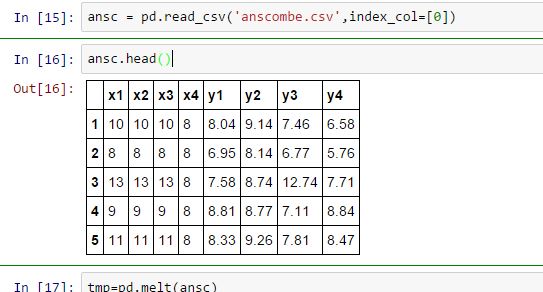 In [15]: ansc = pd.read_csv('anscombe.csv',index_col=[0])
In [16]: ansc.head()
Out[16]:
x1 x2 x3 x4 y1 y2 y3 y4
1 10 10 10 8 8.04 9.14 7.46 6.58
2 8 8 8 8 6.95 8.14 6.77 5.76
3 13 13 13 8 7.58 8.74 12.74 7.71
4 9 9 9 8 8.81 8.77 7.11 8.84
5 11 11 11 8 8.33 9.26 7.81 8.47
In [17]: tmp=pd.melt(ansc)